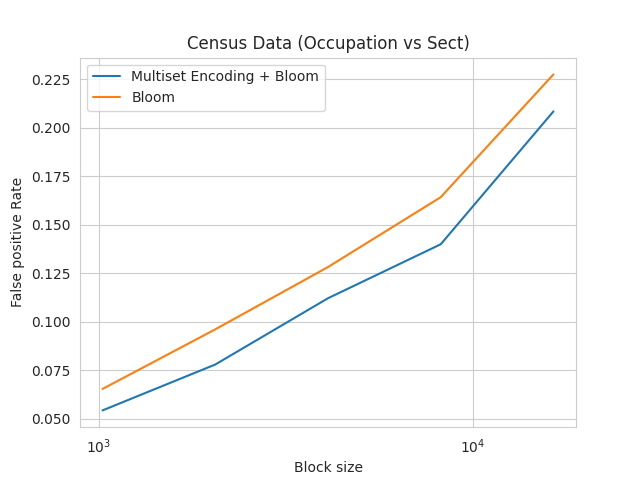 Census Data (Occupation vs Sect)
Multiset Encoding + Bloom
Bloom
0.225
0.200
0.175
0.150
0.125
0.100
0.075
0.050
False positive Rate
10³
10⁴
Block size